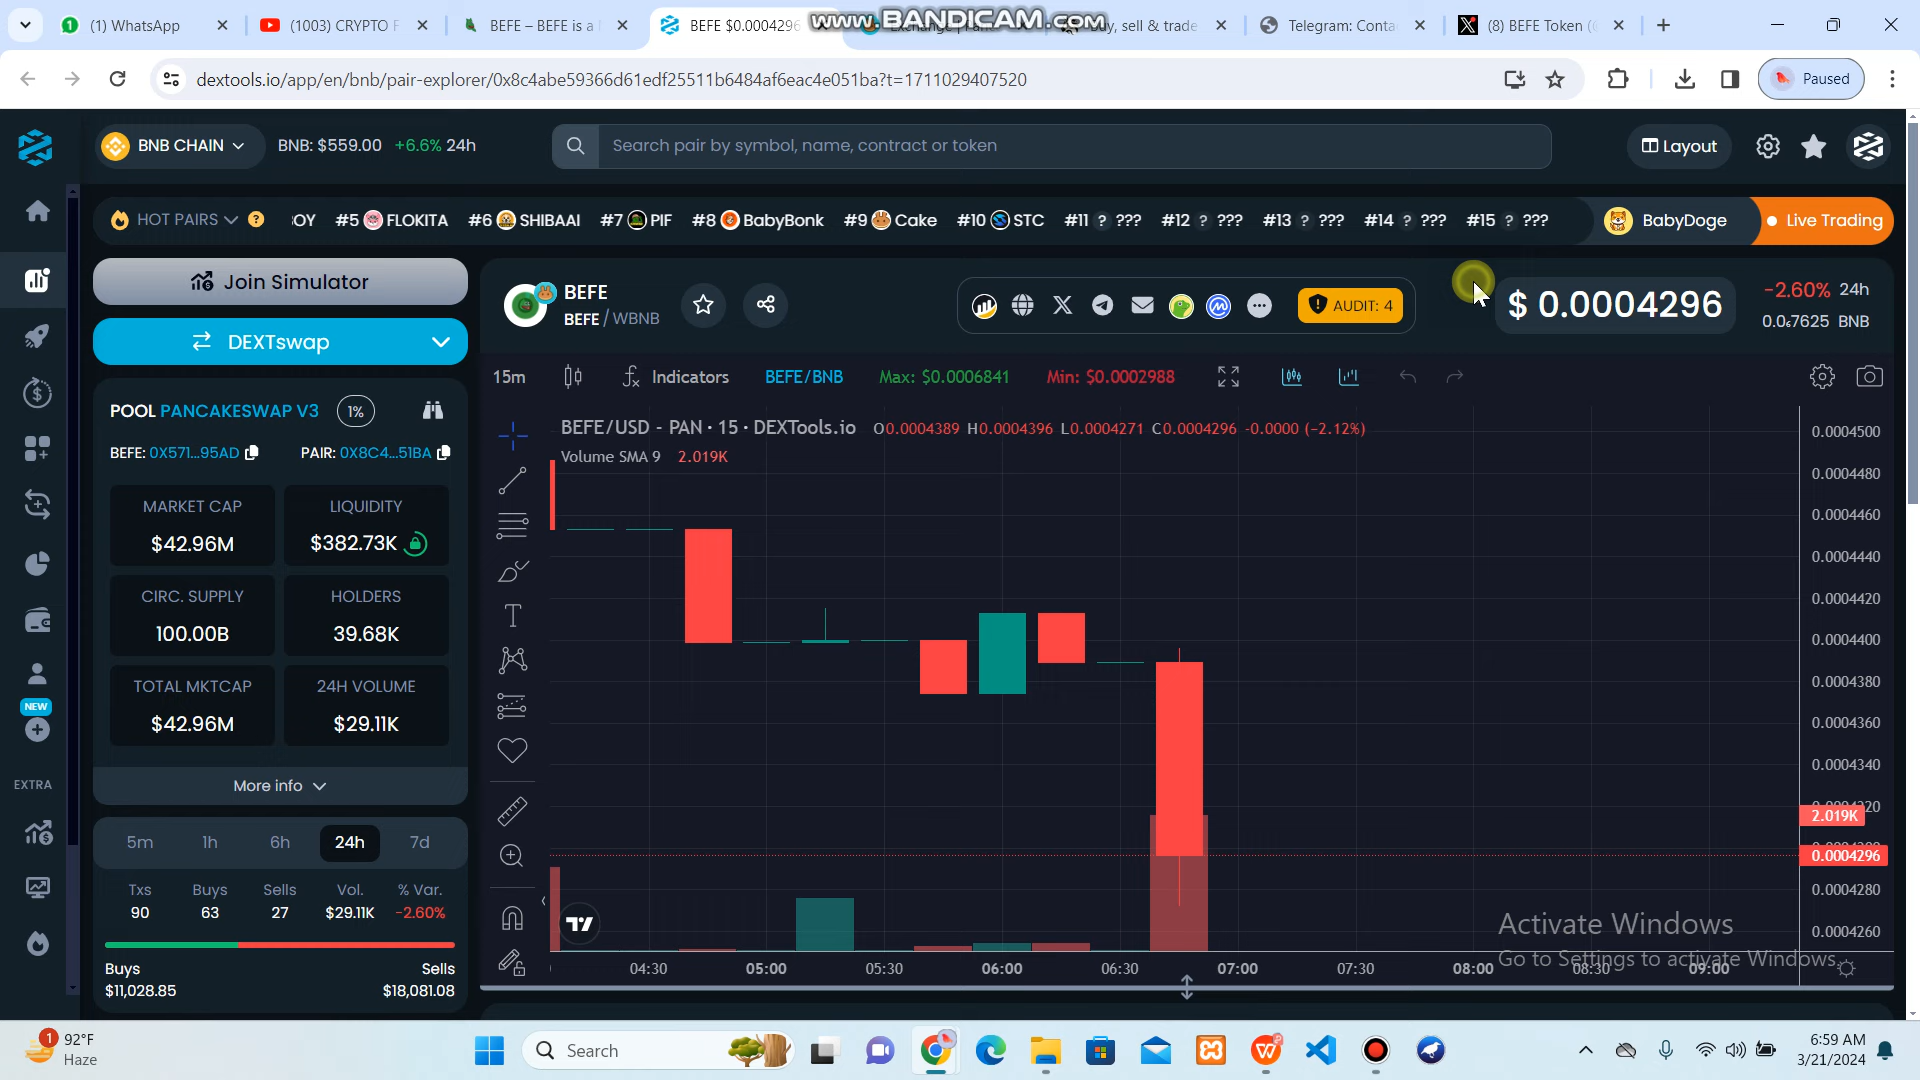 (1) WhatsApp
(1003) CRYPTO F
BEFE – BEFE is a
BEFE $0.0004296
www.BANDICAM.com
Exchange | Pan
Buy, sell & trade
Telegram: Conta
(8) BEFE Token (
dextools.io/app/en/bnb/pair-explorer/0x8c4abe59366d61edf25511b6484af6eac4e051ba?t=1711029407520
Paused
BNB CHAIN
BNB: $559.00 +6.6% 24h
Search pair by symbol, name, contract or token
Layout
HOT PAIRS ? OY #5 FLOKITA #6 SHIBAAI #7 PIF #8 BabyBonk #9 Cake #10 STC #11 ? ??? #12 ? ??? #13 ? ??? #14 ? ??? #15 ? ??? BabyDoge Live Trading
Join Simulator
DEXTswap
BEFE
BEFE / WBNB
AUDIT: 4
$ 0.0004296
-2.60% 24h
0.0₆7625 BNB
POOL PANCAKESWAP V3 1%
BEFE: 0X571...95AD PAIR: 0X8C4...51BA
MARKET CAP
$42.96M
LIQUIDITY
$382.73K
CIRC. SUPPLY
100.00B
HOLDERS
39.68K
TOTAL MKTCAP
$42.96M
24H VOLUME
$29.11K
More info
NEW
EXTRA
5m 1h 6h 24h 7d
Txs Buys Sells Vol. % Var.
90 63 27 $29.11K -2.60%
Buys Sells
$11,028.85 $18,081.08
15m Indicators BEFE/BNB Max: $0.0006841 Min: $0.0002988
BEFE/USD - PAN · 15 · DEXTools.io O0.0004389 H0.0004396 L0.0004271 C0.0004296 -0.0000 (-2.12%)
Volume SMA 9 2.019K
0.0004500
0.0004480
0.0004460
0.0004440
0.0004420
0.0004400
0.0004380
0.0004360
0.0004340
2.019K
0.0004296
0.0004280
0.0004260
04:30 05:00 05:30 06:00 06:30 07:00 07:30 08:00 08:30 09:00
Activate Windows
Go to Settings to activate Windows.
1
92°F
Haze
Search
6:59 AM
3/21/2024